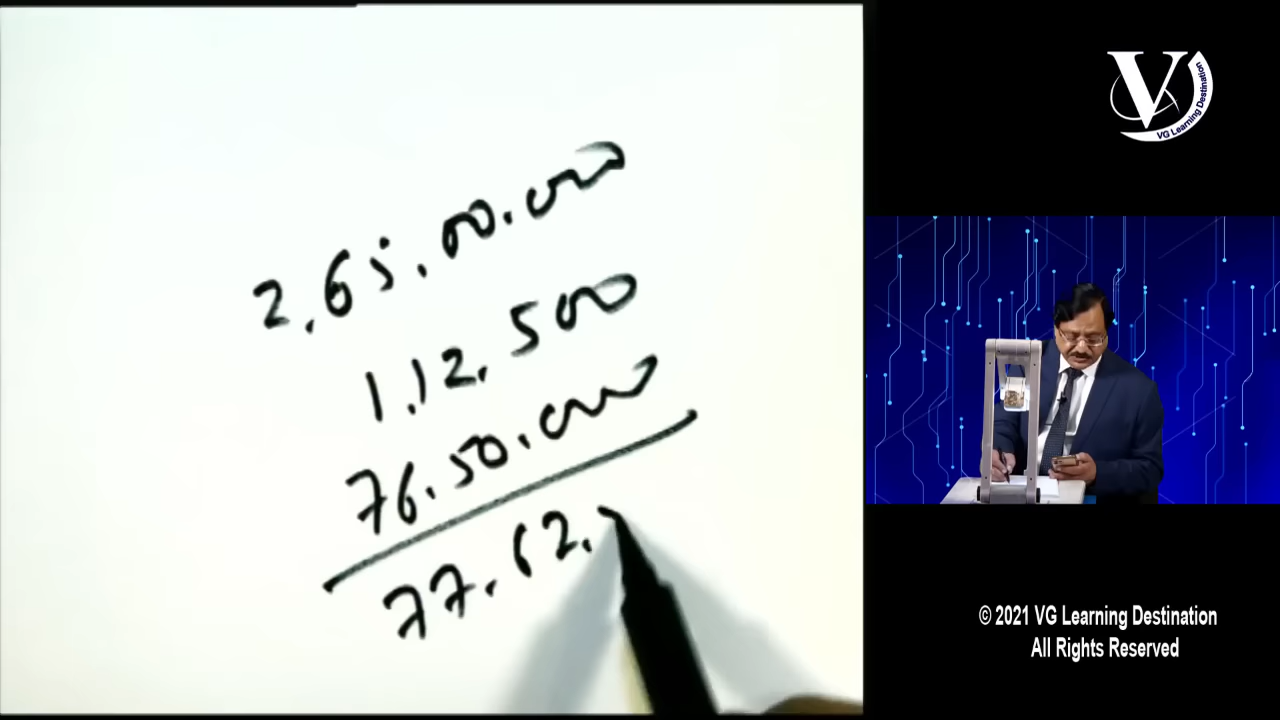 2,65,00,000
1,12,500
76,50,000
77,62,
V
VG Learning Destination
© 2021 VG Learning Destination
All Rights Reserved